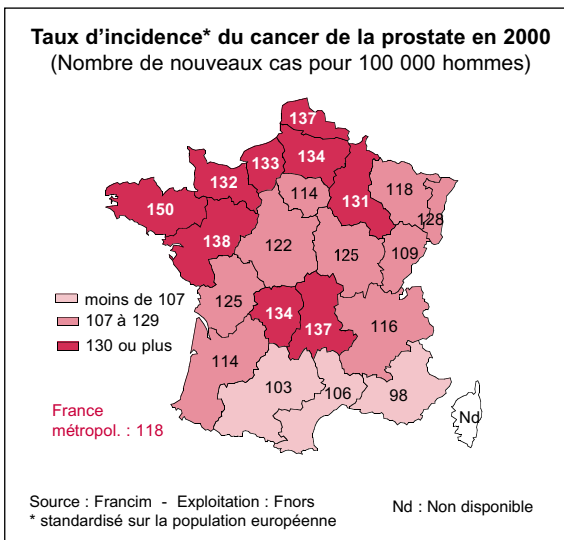 Taux d'incidence* du cancer de la prostate en 2000
(Nombre de nouveaux cas pour 100 000 hommes)
137
133
134
132
114
131
118
128
150
138
122
125
109
125
134
137
116
114
103
106
98
Nd
moins de 107
107 à 129
130 ou plus
France
métropol. : 118
Source : Francim - Exploitation : Fnors
* standardisé sur la population européenne
Nd : Non disponible